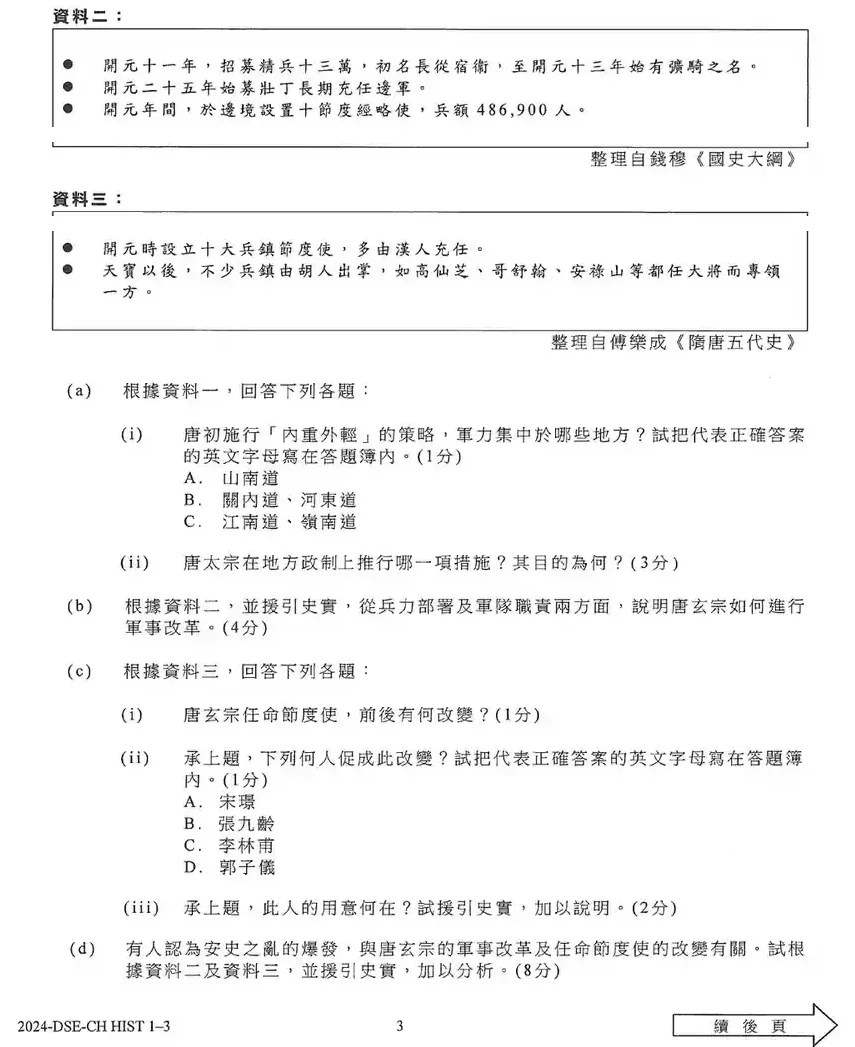 資料二：
● 開元十一年，招募精兵十三萬，初名長從宿衞，至開元十三年始有彍騎之名。
● 開元二十五年始募壯丁長期充任邊軍。
● 開元年間，於邊境設置十節度經略使，兵額 486,900 人。
整理自錢穆《國史大綱》
資料三：
● 開元時設立十大兵鎮節度使，多由漢人充任。
● 天寶以後，不少兵鎮由胡人出掌，如高仙芝、哥舒翰、安祿山等都任大將而專領
一方。
整理自傅樂成《隋唐五代史》
(a) 根據資料一，回答下列各題：
(i) 唐初施行「內重外輕」的策略，軍力集中於哪些地方？試把代表正確答案
的英文字母寫在答題簿內。(1分)
A. 山南道
B. 關內道、河東道
C. 江南道、嶺南道
(ii) 唐太宗在地方政制上推行哪一項措施？其目的為何？(3分)
(b) 根據資料二，並援引史實，從兵力部署及軍隊職責兩方面，說明唐玄宗如何進行
軍事改革。(4分)
(c) 根據資料三，回答下列各題：
(i) 唐玄宗任命節度使，前後有何改變？(1分)
(ii) 承上題，下列何人促成此改變？試把代表正確答案的英文字母寫在答題簿
內。(1分)
A. 宋璟
B. 張九齡
C. 李林甫
D. 郭子儀
(iii) 承上題，此人的用意何在？試援引史實，加以說明。(2分)
(d) 有人認為安史之亂的爆發，與唐玄宗的軍事改革及任命節度使的改變有關。試根
據資料二及資料三，並援引史實，加以分析。(8分)
2024-DSE-CH HIST 1–3
3
續後頁